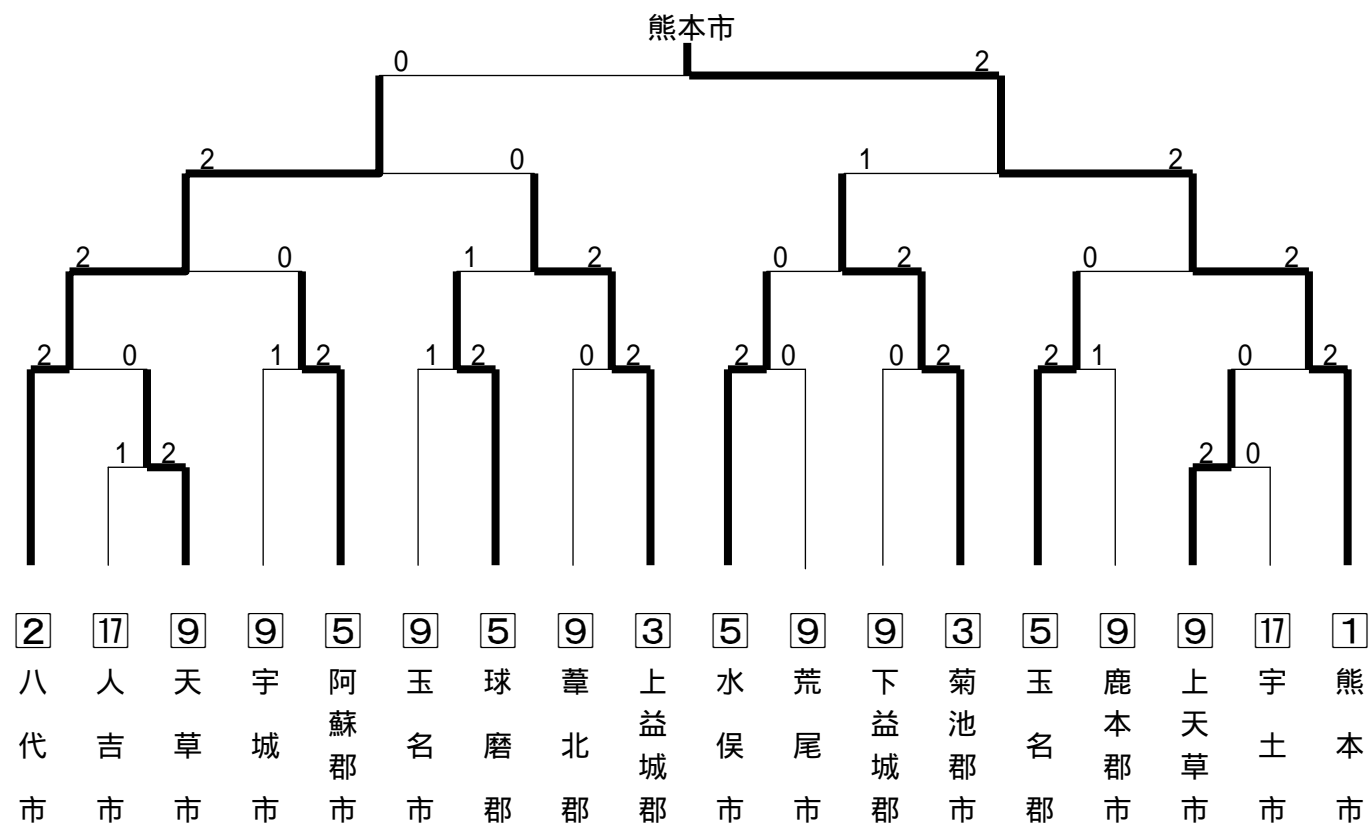 熊本市
0 2
2 0 1 2
2 0 1 2 0 2 0 2
2 0 1 2 1 2 0 2 2 0 0 2 2 1 0 2
1 2 2 0
2 17 9 9 5 9 5 9 3 5 9 9 3 5 9 9 17 1
八代市
人吉市
天草市
宇城市
阿蘇郡市
玉名市
球磨郡
葦北郡
上益城郡
水俣市
荒尾市
下益城郡
菊池郡市
玉名郡
鹿本郡市
上天草市
宇土市
熊本市